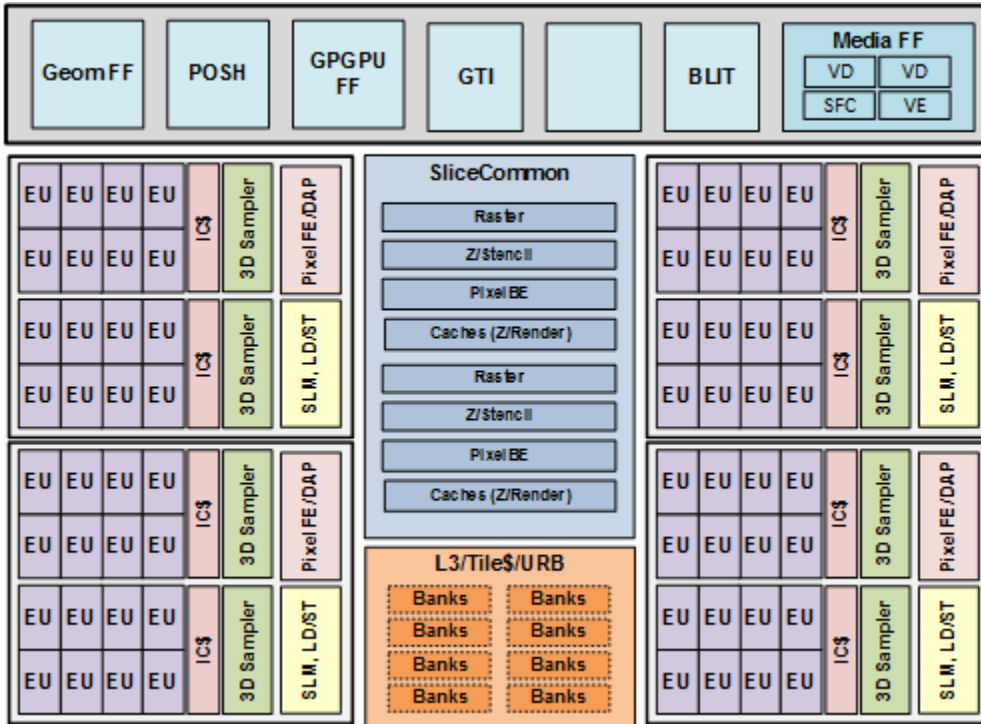 GeomFF
POSH
GPGPU
FF
GTI
BLIT
Media FF
VD VD
SFC VE
EU EU EU EU
EU EU EU EU
IC$
3D Sampler
Pixel FE/DAP
EU EU EU EU
EU EU EU EU
IC$
3D Sampler
SLM, LD/ST
EU EU EU EU
EU EU EU EU
IC$
3D Sampler
Pixel FE/DAP
EU EU EU EU
EU EU EU EU
IC$
3D Sampler
SLM, LD/ST
SliceCommon
Raster
Z/Stencil
PixelBE
Caches (Z/Render)
Raster
Z/Stencil
PixelBE
Caches (Z/Render)
L3/Tile$/URB
Banks Banks
Banks Banks
Banks Banks
Banks Banks
EU EU EU EU
EU EU EU EU
IC$
3D Sampler
Pixel FE/DAP
EU EU EU EU
EU EU EU EU
IC$
3D Sampler
SLM, LD/ST
EU EU EU EU
EU EU EU EU
IC$
3D Sampler
Pixel FE/DAP
EU EU EU EU
EU EU EU EU
IC$
3D Sampler
SLM, LD/ST